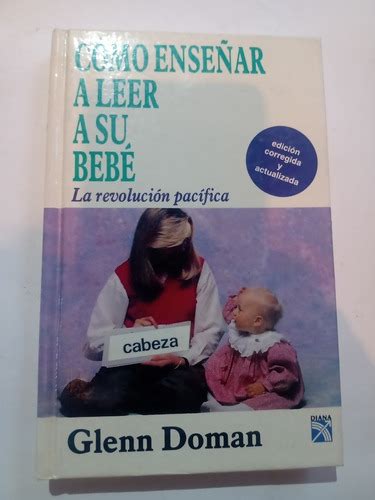 COMO ENSEÑAR
A LEER
A SU
BEBÉ
La revolución pacífica
edición
corregida y
actualizada
cabeza
Glenn Doman
DIANA